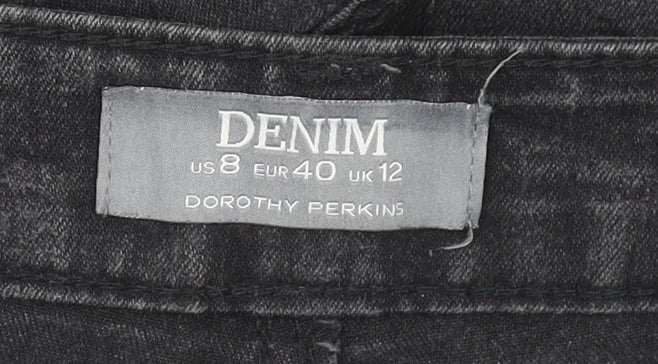 DENIM
US 8 EUR 40 UK 12
DOROTHY PERKINS